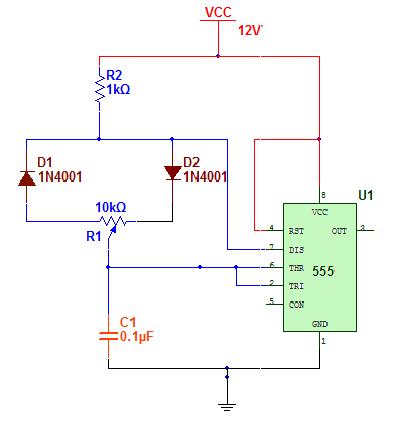 VCC
12V
R2
1kΩ
D1
1N4001
D2
1N4001
10kΩ
R1
U1
8
VCC
4
RST
OUT
3
7
DIS
6
THR
555
2
TRI
5
CON
GND
1
C1
0.1µF